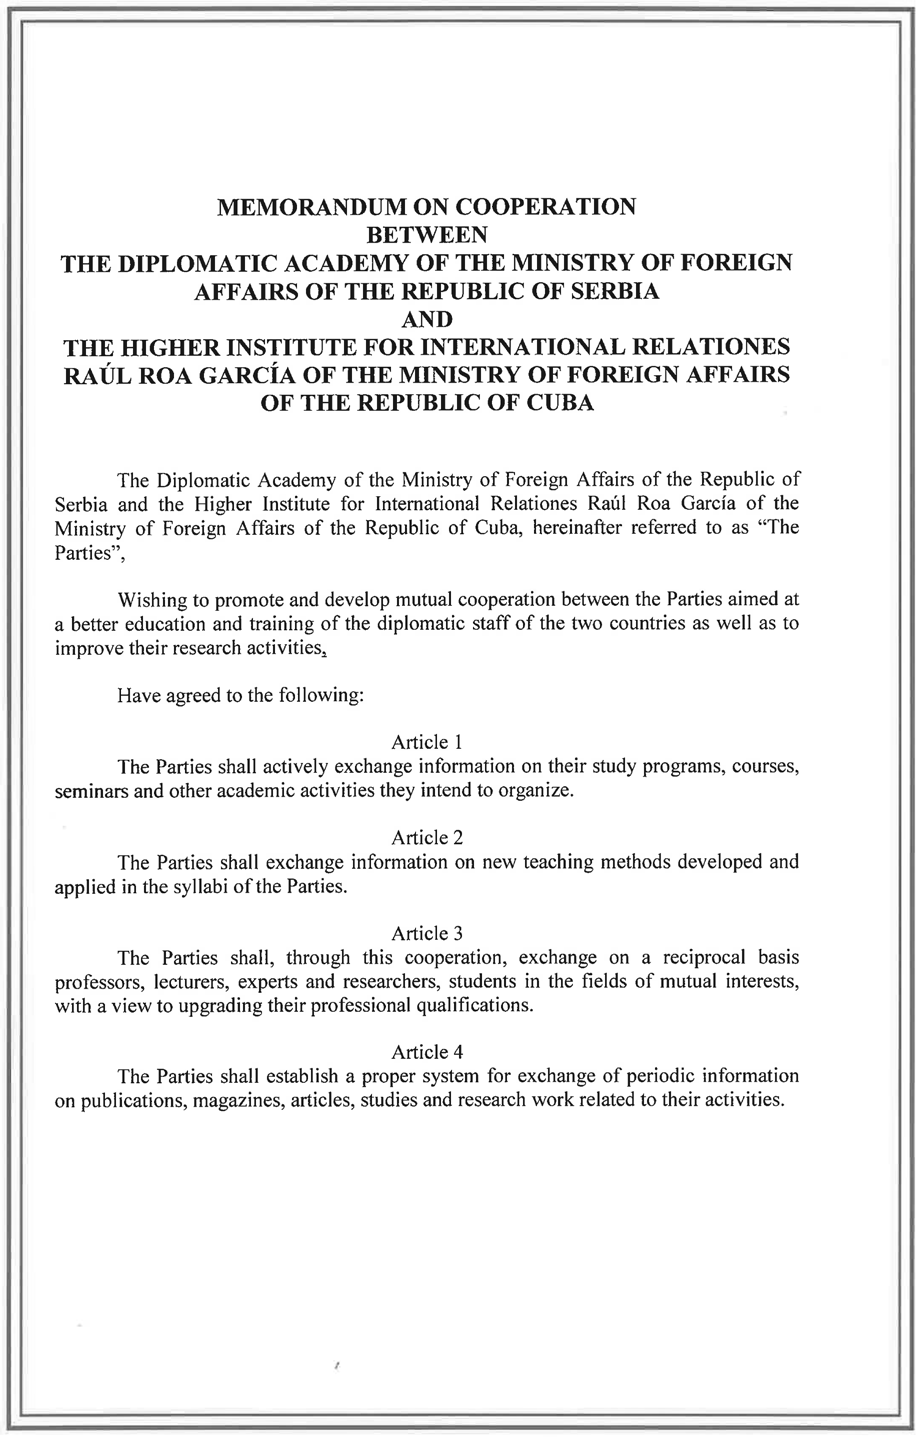 MEMORANDUM ON COOPERATION
BETWEEN
THE DIPLOMATIC ACADEMY OF THE MINISTRY OF FOREIGN
AFFAIRS OF THE REPUBLIC OF SERBIA
AND
THE HIGHER INSTITUTE FOR INTERNATIONAL RELATIONES
RAÚL ROA GARCÍA OF THE MINISTRY OF FOREIGN AFFAIRS
OF THE REPUBLIC OF CUBA
The Diplomatic Academy of the Ministry of Foreign Affairs of the Republic of
Serbia and the Higher Institute for International Relationes Raúl Roa García of the
Ministry of Foreign Affairs of the Republic of Cuba, hereinafter referred to as “The
Parties”,
Wishing to promote and develop mutual cooperation between the Parties aimed at
a better education and training of the diplomatic staff of the two countries as well as to
improve their research activities,
Have agreed to the following:
Article 1
The Parties shall actively exchange information on their study programs, courses,
seminars and other academic activities they intend to organize.
Article 2
The Parties shall exchange information on new teaching methods developed and
applied in the syllabi of the Parties.
Article 3
The Parties shall, through this cooperation, exchange on a reciprocal basis
professors, lecturers, experts and researchers, students in the fields of mutual interests,
with a view to upgrading their professional qualifications.
Article 4
The Parties shall establish a proper system for exchange of periodic information
on publications, magazines, articles, studies and research work related to their activities.